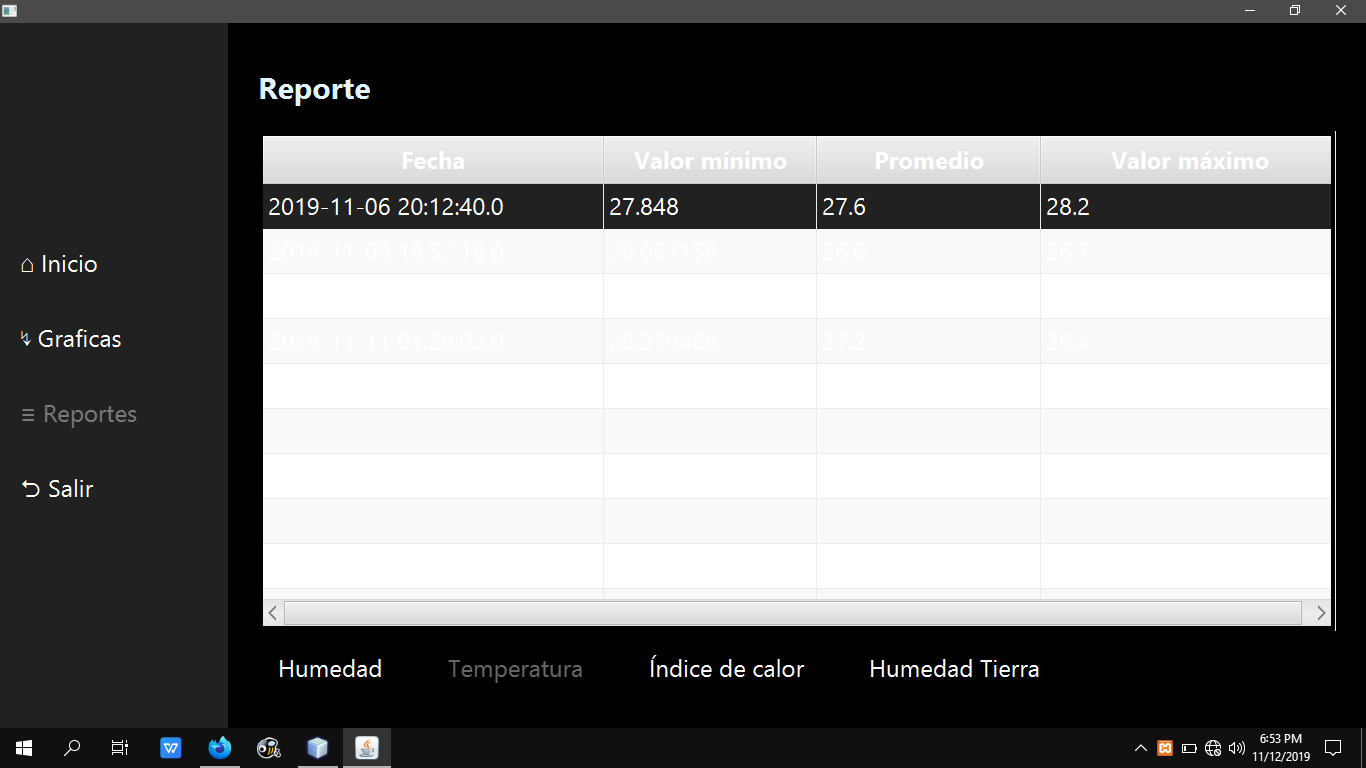 Reporte
Fecha Valor mínimo Promedio Valor máximo
2019-11-06 20:12:40.0 27.848 27.6 28.2
2019-11-08 18:52:18.0 26.663158 26.6 26.7
2019-11-11 01:28:03.0 28.379488 27.2 29.4
Inicio
Graficas
Reportes
Salir
Humedad Temperatura Índice de calor Humedad Tierra
6:53 PM
11/12/2019